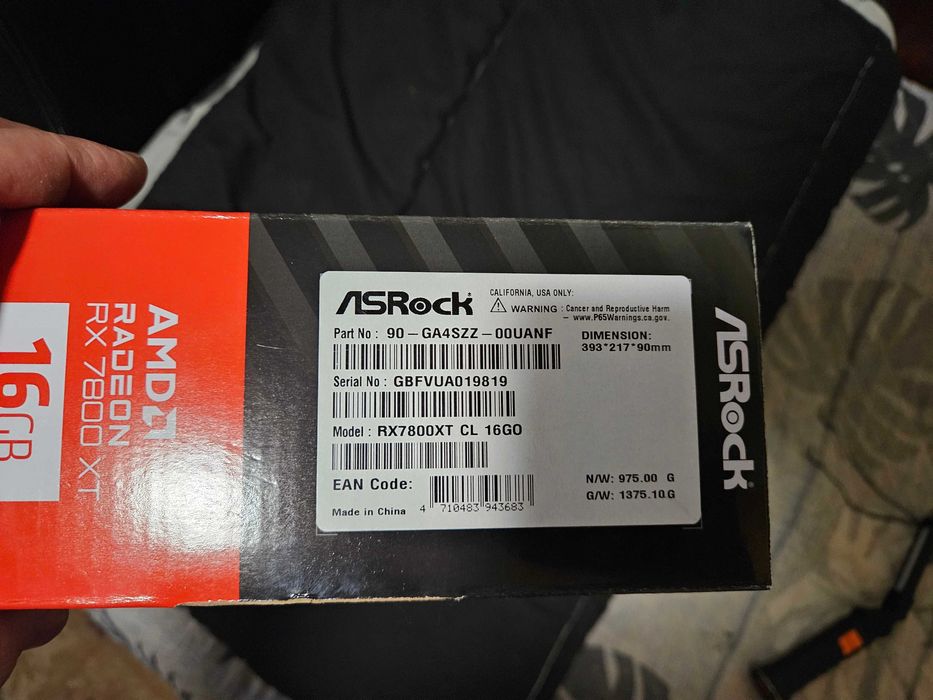 16GB
AMD
RADEON
RX 7800 XT
ASRock
CALIFORNIA, USA ONLY:
WARNING : Cancer and Reproductive Harm
– www.P65Warnings.ca.gov.
Part No : 90-GA4SZZ-00UANF
DIMENSION:
393*217*90mm
Serial No : GBFVUA019819
Model : RX7800XT CL 16GO
EAN Code:
4 710483 943683
N/W: 975.00 G
G/W: 1375.10 G
Made in China
ASRock